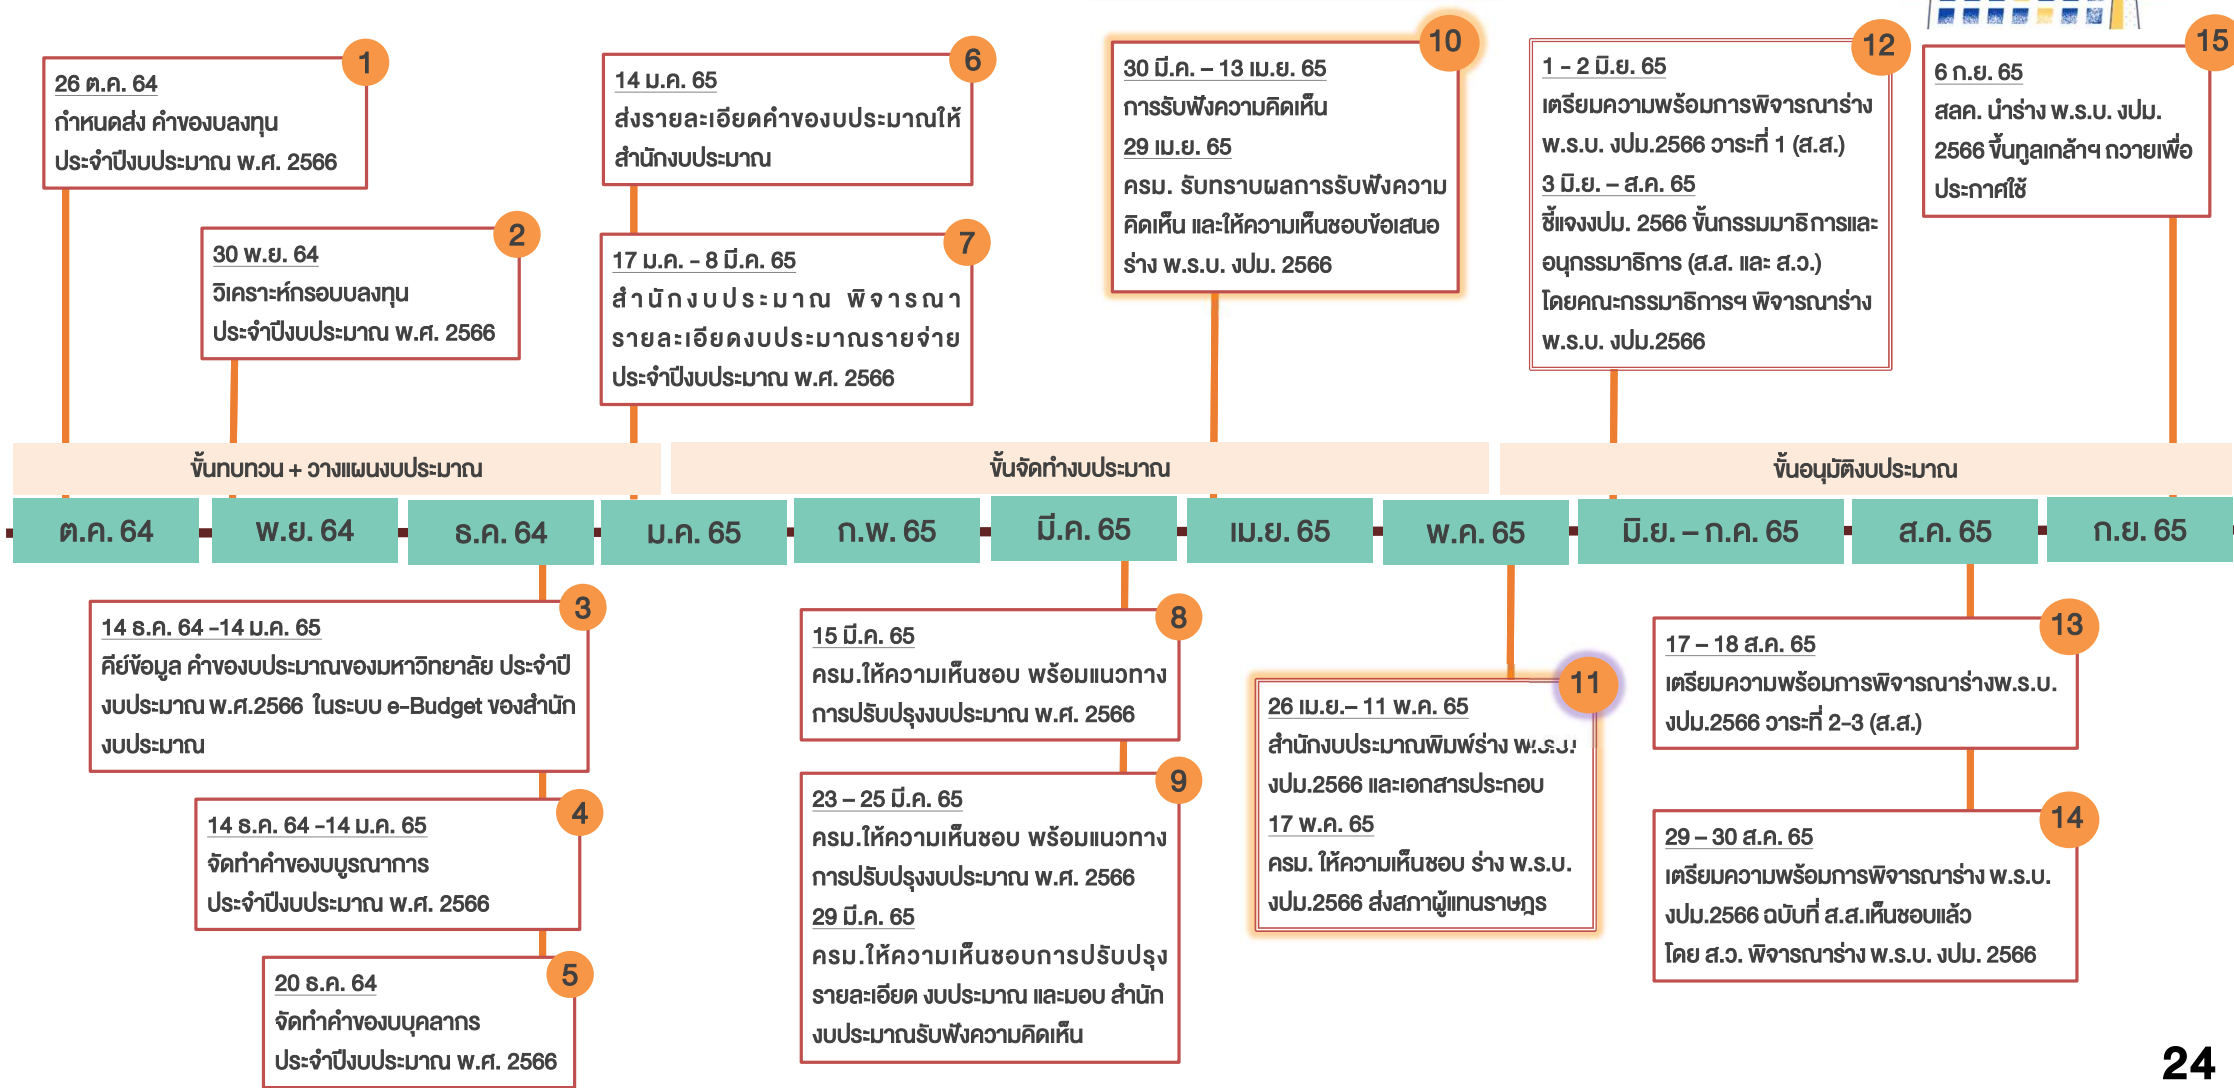 1
26 ต.ค. 64
กำหนดส่ง คำของบลงทุน
ประจำปีงบประมาณ พ.ศ. 2566
2
30 พ.ย. 64
วิเคราะห์กรอบบลงทุน
ประจำปีงบประมาณ พ.ศ. 2566
6
14 ม.ค. 65
ส่งรายละเอียดคำของบประมาณให้
สำนักงบประมาณ
7
17 ม.ค. - 8 มี.ค. 65
สำนักงบประมาณ พิจารณา
รายละเอียดงบประมาณรายจ่าย
ประจำปีงบประมาณ พ.ศ. 2566
10
30 มี.ค. – 13 เม.ย. 65
การรับฟังความคิดเห็น
29 เม.ย. 65
ครม. รับทราบผลการรับฟังความ
คิดเห็น และให้ความเห็นชอบข้อเสนอ
ร่าง พ.ร.บ. งปม. 2566
12
1 - 2 มิ.ย. 65
เตรียมความพร้อมการพิจารณาร่าง
พ.ร.บ. งปม.2566 วาระที่ 1 (ส.ส.)
3 มิ.ย. – ส.ค. 65
ชี้แจงงปม. 2566 ขั้นกรรมมาธิการและ
อนุกรรมาธิการ (ส.ส. และ ส.ว.)
โดยคณะกรรมาธิการฯ พิจารณาร่าง
พ.ร.บ. งปม.2566
15
6 ก.ย. 65
สลค. นำร่าง พ.ร.บ. งปม.
2566 ขึ้นทูลเกล้าฯ ถวายเพื่อ
ประกาศใช้
ขั้นทบทวน + วางแผนงบประมาณ
ขั้นจัดทำงบประมาณ
ขั้นอนุมัติงบประมาณ
ต.ค. 64
พ.ย. 64
ธ.ค. 64
ม.ค. 65
ก.พ. 65
มี.ค. 65
เม.ย. 65
พ.ค. 65
มิ.ย. – ก.ค. 65
ส.ค. 65
ก.ย. 65
3
14 ธ.ค. 64 -14 ม.ค. 65
คีย์ข้อมูล คำของบประมาณของมหาวิทยาลัย ประจำปี
งบประมาณ พ.ศ.2566 ในระบบ e-Budget ของสำนัก
งบประมาณ
4
14 ธ.ค. 64 -14 ม.ค. 65
จัดทำคำของบบูรณาการ
ประจำปีงบประมาณ พ.ศ. 2566
5
20 ธ.ค. 64
จัดทำคำของบบุคลากร
ประจำปีงบประมาณ พ.ศ. 2566
8
15 มี.ค. 65
ครม.ให้ความเห็นชอบ พร้อมแนวทาง
การปรับปรุงงบประมาณ พ.ศ. 2566
9
23 – 25 มี.ค. 65
ครม.ให้ความเห็นชอบ พร้อมแนวทาง
การปรับปรุงงบประมาณ พ.ศ. 2566
29 มี.ค. 65
ครม.ให้ความเห็นชอบการปรับปรุง
รายละเอียด งบประมาณ และมอบ สำนัก
งบประมาณรับฟังความคิดเห็น
11
26 เม.ย.– 11 พ.ค. 65
สำนักงบประมาณพิมพ์ร่าง พ.ร.บ.
งปม.2566 และเอกสารประกอบ
17 พ.ค. 65
ครม. ให้ความเห็นชอบ ร่าง พ.ร.บ.
งปม.2566 ส่งสภาผู้แทนราษฎร
13
17 – 18 ส.ค. 65
เตรียมความพร้อมการพิจารณาร่างพ.ร.บ.
งปม.2566 วาระที่ 2-3 (ส.ส.)
14
29 – 30 ส.ค. 65
เตรียมความพร้อมการพิจารณาร่าง พ.ร.บ.
งปม.2566 ฉบับที่ ส.ส.เห็นชอบแล้ว
โดย ส.ว. พิจารณาร่าง พ.ร.บ. งปม. 2566
24